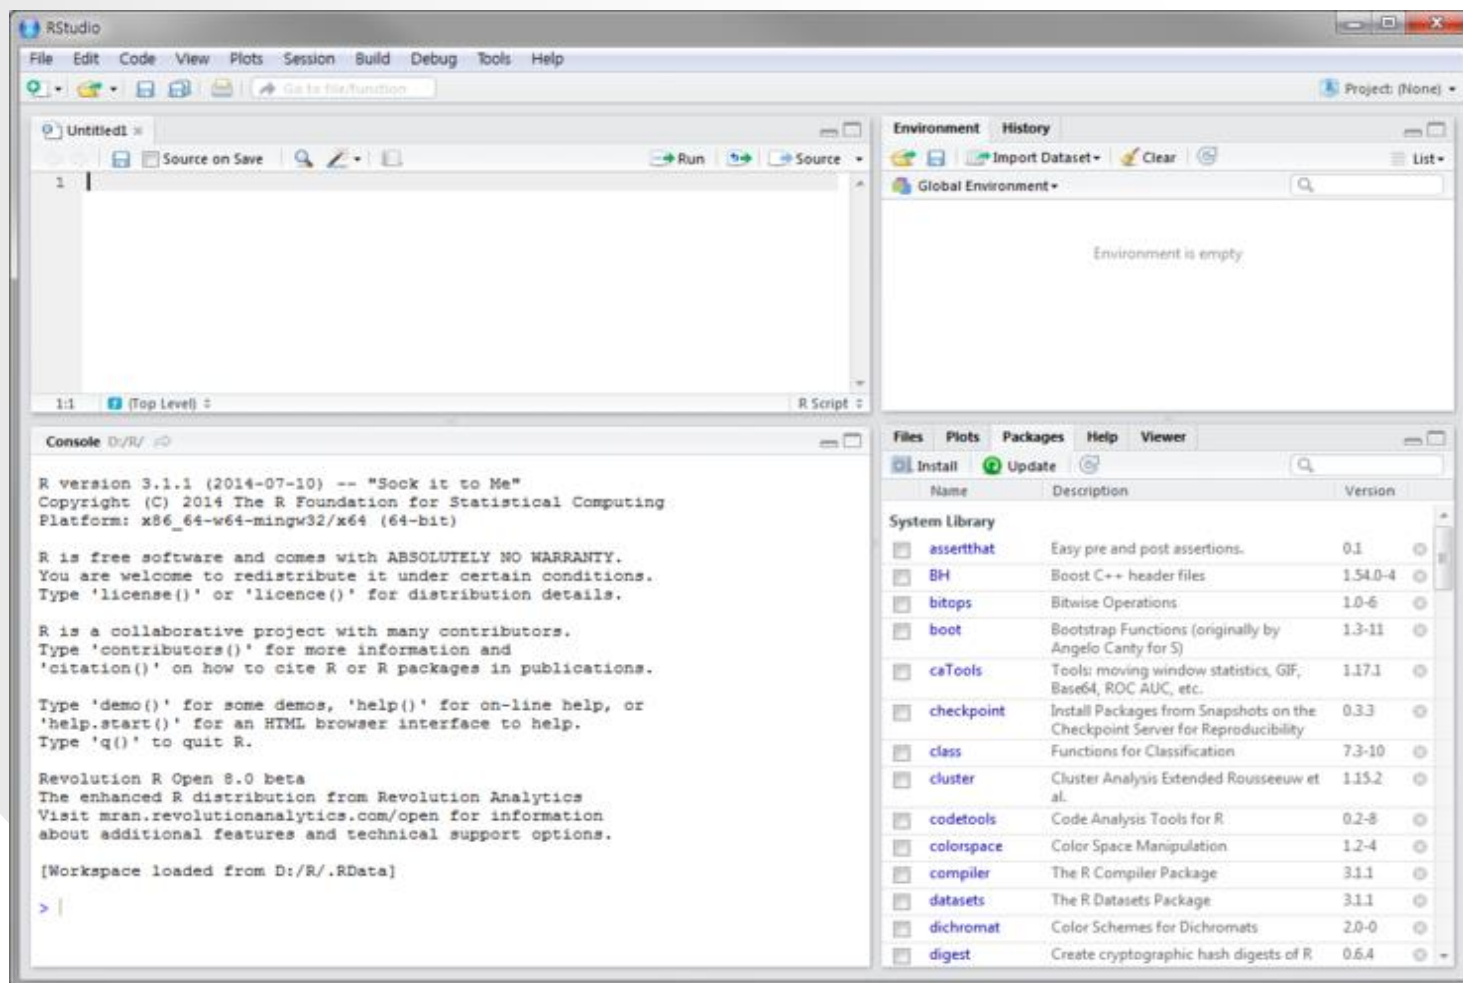 RStudio
File Edit Code View Plots Session Build Debug Tools Help
Go to file/function
Project: (None)
Untitled1
Source on Save
Run
Source
1
1:1 (Top Level)
R Script
Console D:/R/
R version 3.1.1 (2014-07-10) -- "Sock it to Me"
Copyright (C) 2014 The R Foundation for Statistical Computing
Platform: x86_64-w64-mingw32/x64 (64-bit)
R is free software and comes with ABSOLUTELY NO WARRANTY.
You are welcome to redistribute it under certain conditions.
Type 'license()' or 'licence()' for distribution details.
R is a collaborative project with many contributors.
Type 'contributors()' for more information and
'citation()' on how to cite R or R packages in publications.
Type 'demo()' for some demos, 'help()' for on-line help, or
'help.start()' for an HTML browser interface to help.
Type 'q()' to quit R.
Revolution R Open 8.0 beta
The enhanced R distribution from Revolution Analytics
Visit mran.revolutionanalytics.com/open for information
about additional features and technical support options.
[Workspace loaded from D:/R/.RData]
>
Environment History
Import Dataset Clear List
Global Environment
Environment is empty
Files Plots Packages Help Viewer
Install Update
Name Description Version
System Library
assertthat Easy pre and post assertions. 0.1
BH Boost C++ header files 1.54.0-4
bitops Bitwise Operations 1.0-6
boot Bootstrap Functions (originally by 1.3-11
Angelo Canty for S)
caTools Tools: moving window statistics, GIF, 1.17.1
Base64, ROC AUC, etc.
checkpoint Install Packages from Snapshots on the 0.3.3
Checkpoint Server for Reproducibility
class Functions for Classification 7.3-10
cluster Cluster Analysis Extended Rousseeuw et 1.15.2
al.
codetools Code Analysis Tools for R 0.2-8
colorspace Color Space Manipulation 1.2-4
compiler The R Compiler Package 3.1.1
datasets The R Datasets Package 3.1.1
dichromat Color Schemes for Dichromats 2.0-0
digest Create cryptographic hash digests of R 0.6.4